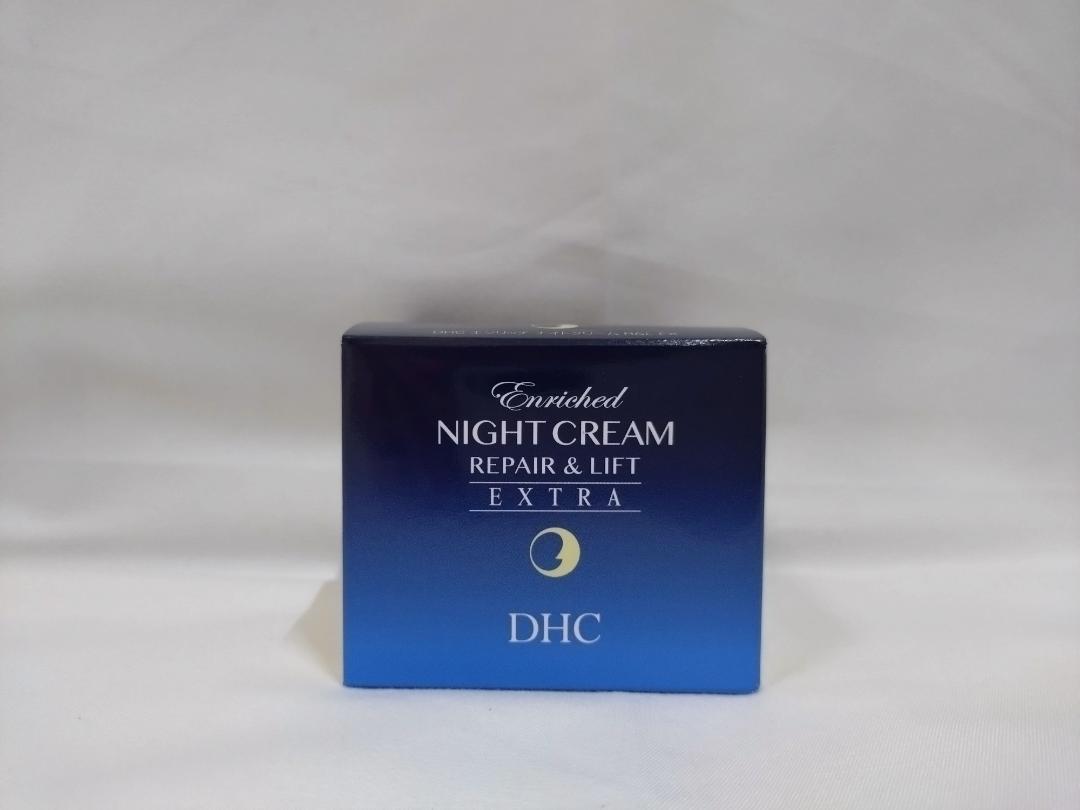 Enriched
NIGHT CREAM
REPAIR & LIFT
EXTRA
DHC